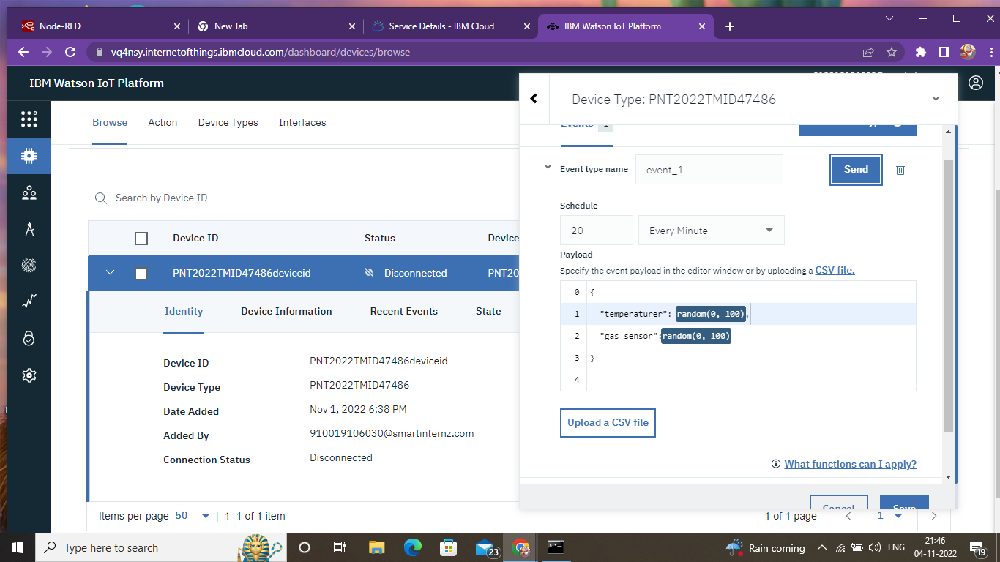 Node-RED
New Tab
Service Details - IBM Cloud
IBM Watson IoT Platform
vq4nsy.internetofthings.ibmcloud.com/dashboard/devices/browse
IBM Watson IoT Platform
Browse Action Device Types Interfaces
Search by Device ID
Device ID Status Device
PNT2022TMID47486deviceid Disconnected PNT20
Identity Device Information Recent Events State
Device ID PNT2022TMID47486deviceid
Device Type PNT2022TMID47486
Date Added Nov 1, 2022 6:38 PM
Added By 910019106030@smartinternz.com
Connection Status Disconnected
Items per page 50 | 1–1 of 1 item
1 of 1 page 1
Device Type: PNT2022TMID47486
Events 1
Event type name event_1 Send
Schedule
20 Every Minute
Payload
Specify the event payload in the editor window or by uploading a CSV file.
0 {
1 "temperaturer": random(0, 100),
2 "gas sensor":random(0, 100)
3 }
4
Upload a CSV file
What functions can I apply?
Cancel Save
Type here to search
23
Rain coming
ENG
21:46
04-11-2022
19